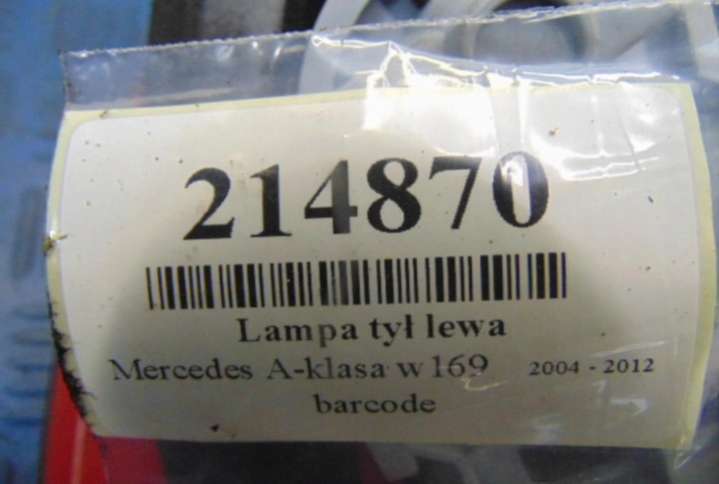 214870
Lampa tył lewa
Mercedes A-klasa w169 2004 - 2012
barcode